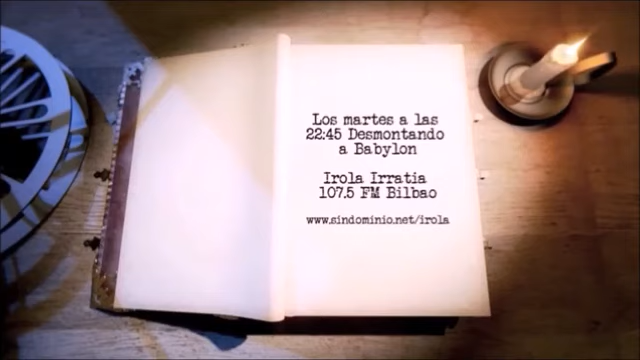 Los martes a las
22:45 Desmontando
a Babylon
Irola Irratia
107.5 FM Bilbao
www.sindominio.net/irola